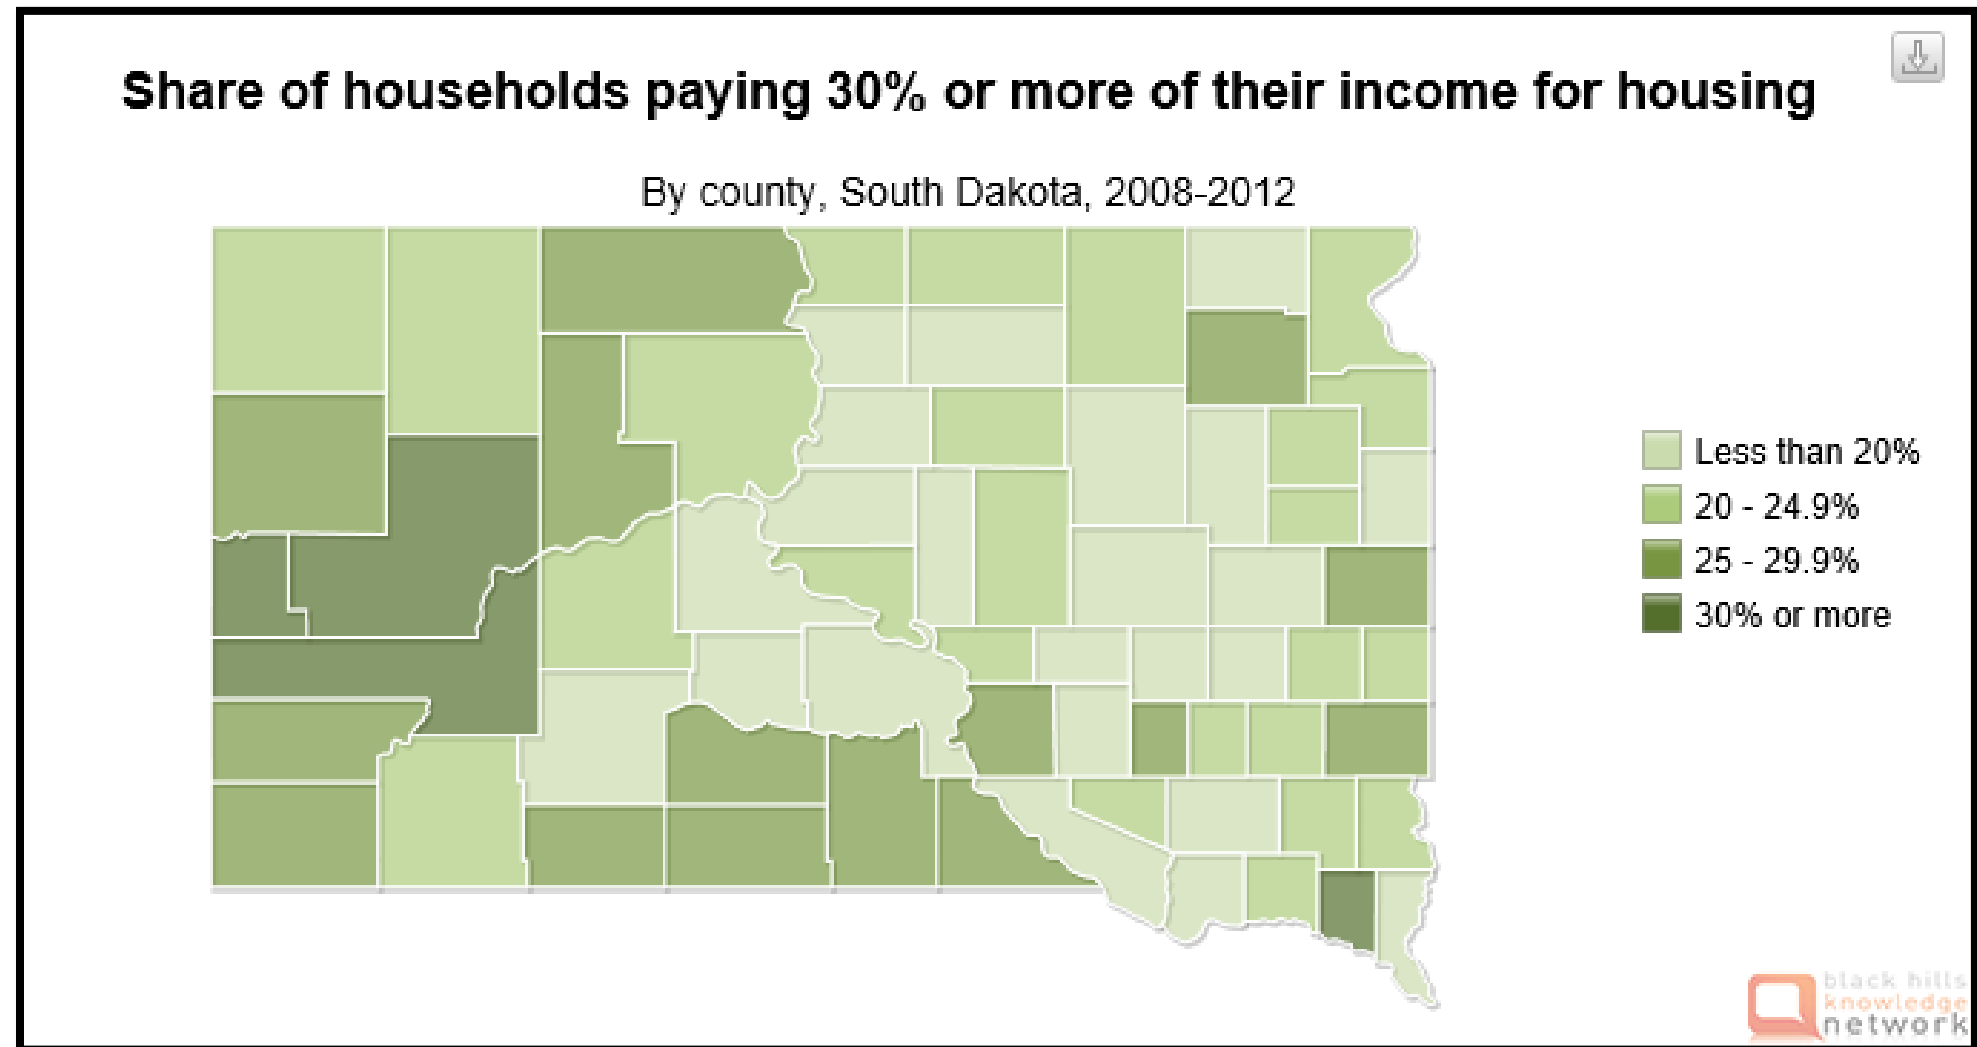 Share of households paying 30% or more of their income for housing
By county, South Dakota, 2008-2012
Less than 20%
20 - 24.9%
25 - 29.9%
30% or more
black hills
knowledge
network